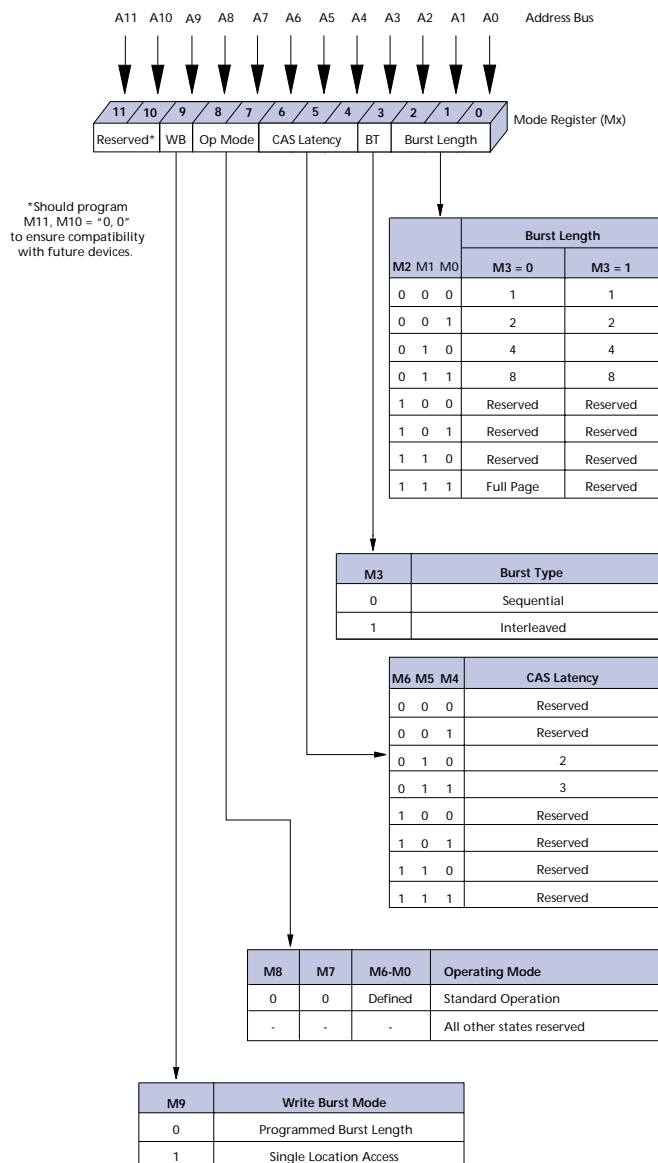 A11 A10 A9 A8 A7 A6 A5 A4 A3 A2 A1 A0 Address Bus
11 10 9 8 7 6 5 4 3 2 1 0
Mode Register (Mx)
Reserved* WB Op Mode CAS Latency BT Burst Length
*Should program
M11, M10 = “0, 0”
to ensure compatibility
with future devices.
Burst Length
M2 M1 M0 M3 = 0 M3 = 1
0 0 0 1 1
0 0 1 2 2
0 1 0 4 4
0 1 1 8 8
1 0 0 Reserved Reserved
1 0 1 Reserved Reserved
1 1 0 Reserved Reserved
1 1 1 Full Page Reserved
M3 Burst Type
0 Sequential
1 Interleaved
M6 M5 M4 CAS Latency
0 0 0 Reserved
0 0 1 Reserved
0 1 0 2
0 1 1 3
1 0 0 Reserved
1 0 1 Reserved
1 1 0 Reserved
1 1 1 Reserved
M8 M7 M6-M0 Operating Mode
0 0 Defined Standard Operation
- - - All other states reserved
M9 Write Burst Mode
0 Programmed Burst Length
1 Single Location Access